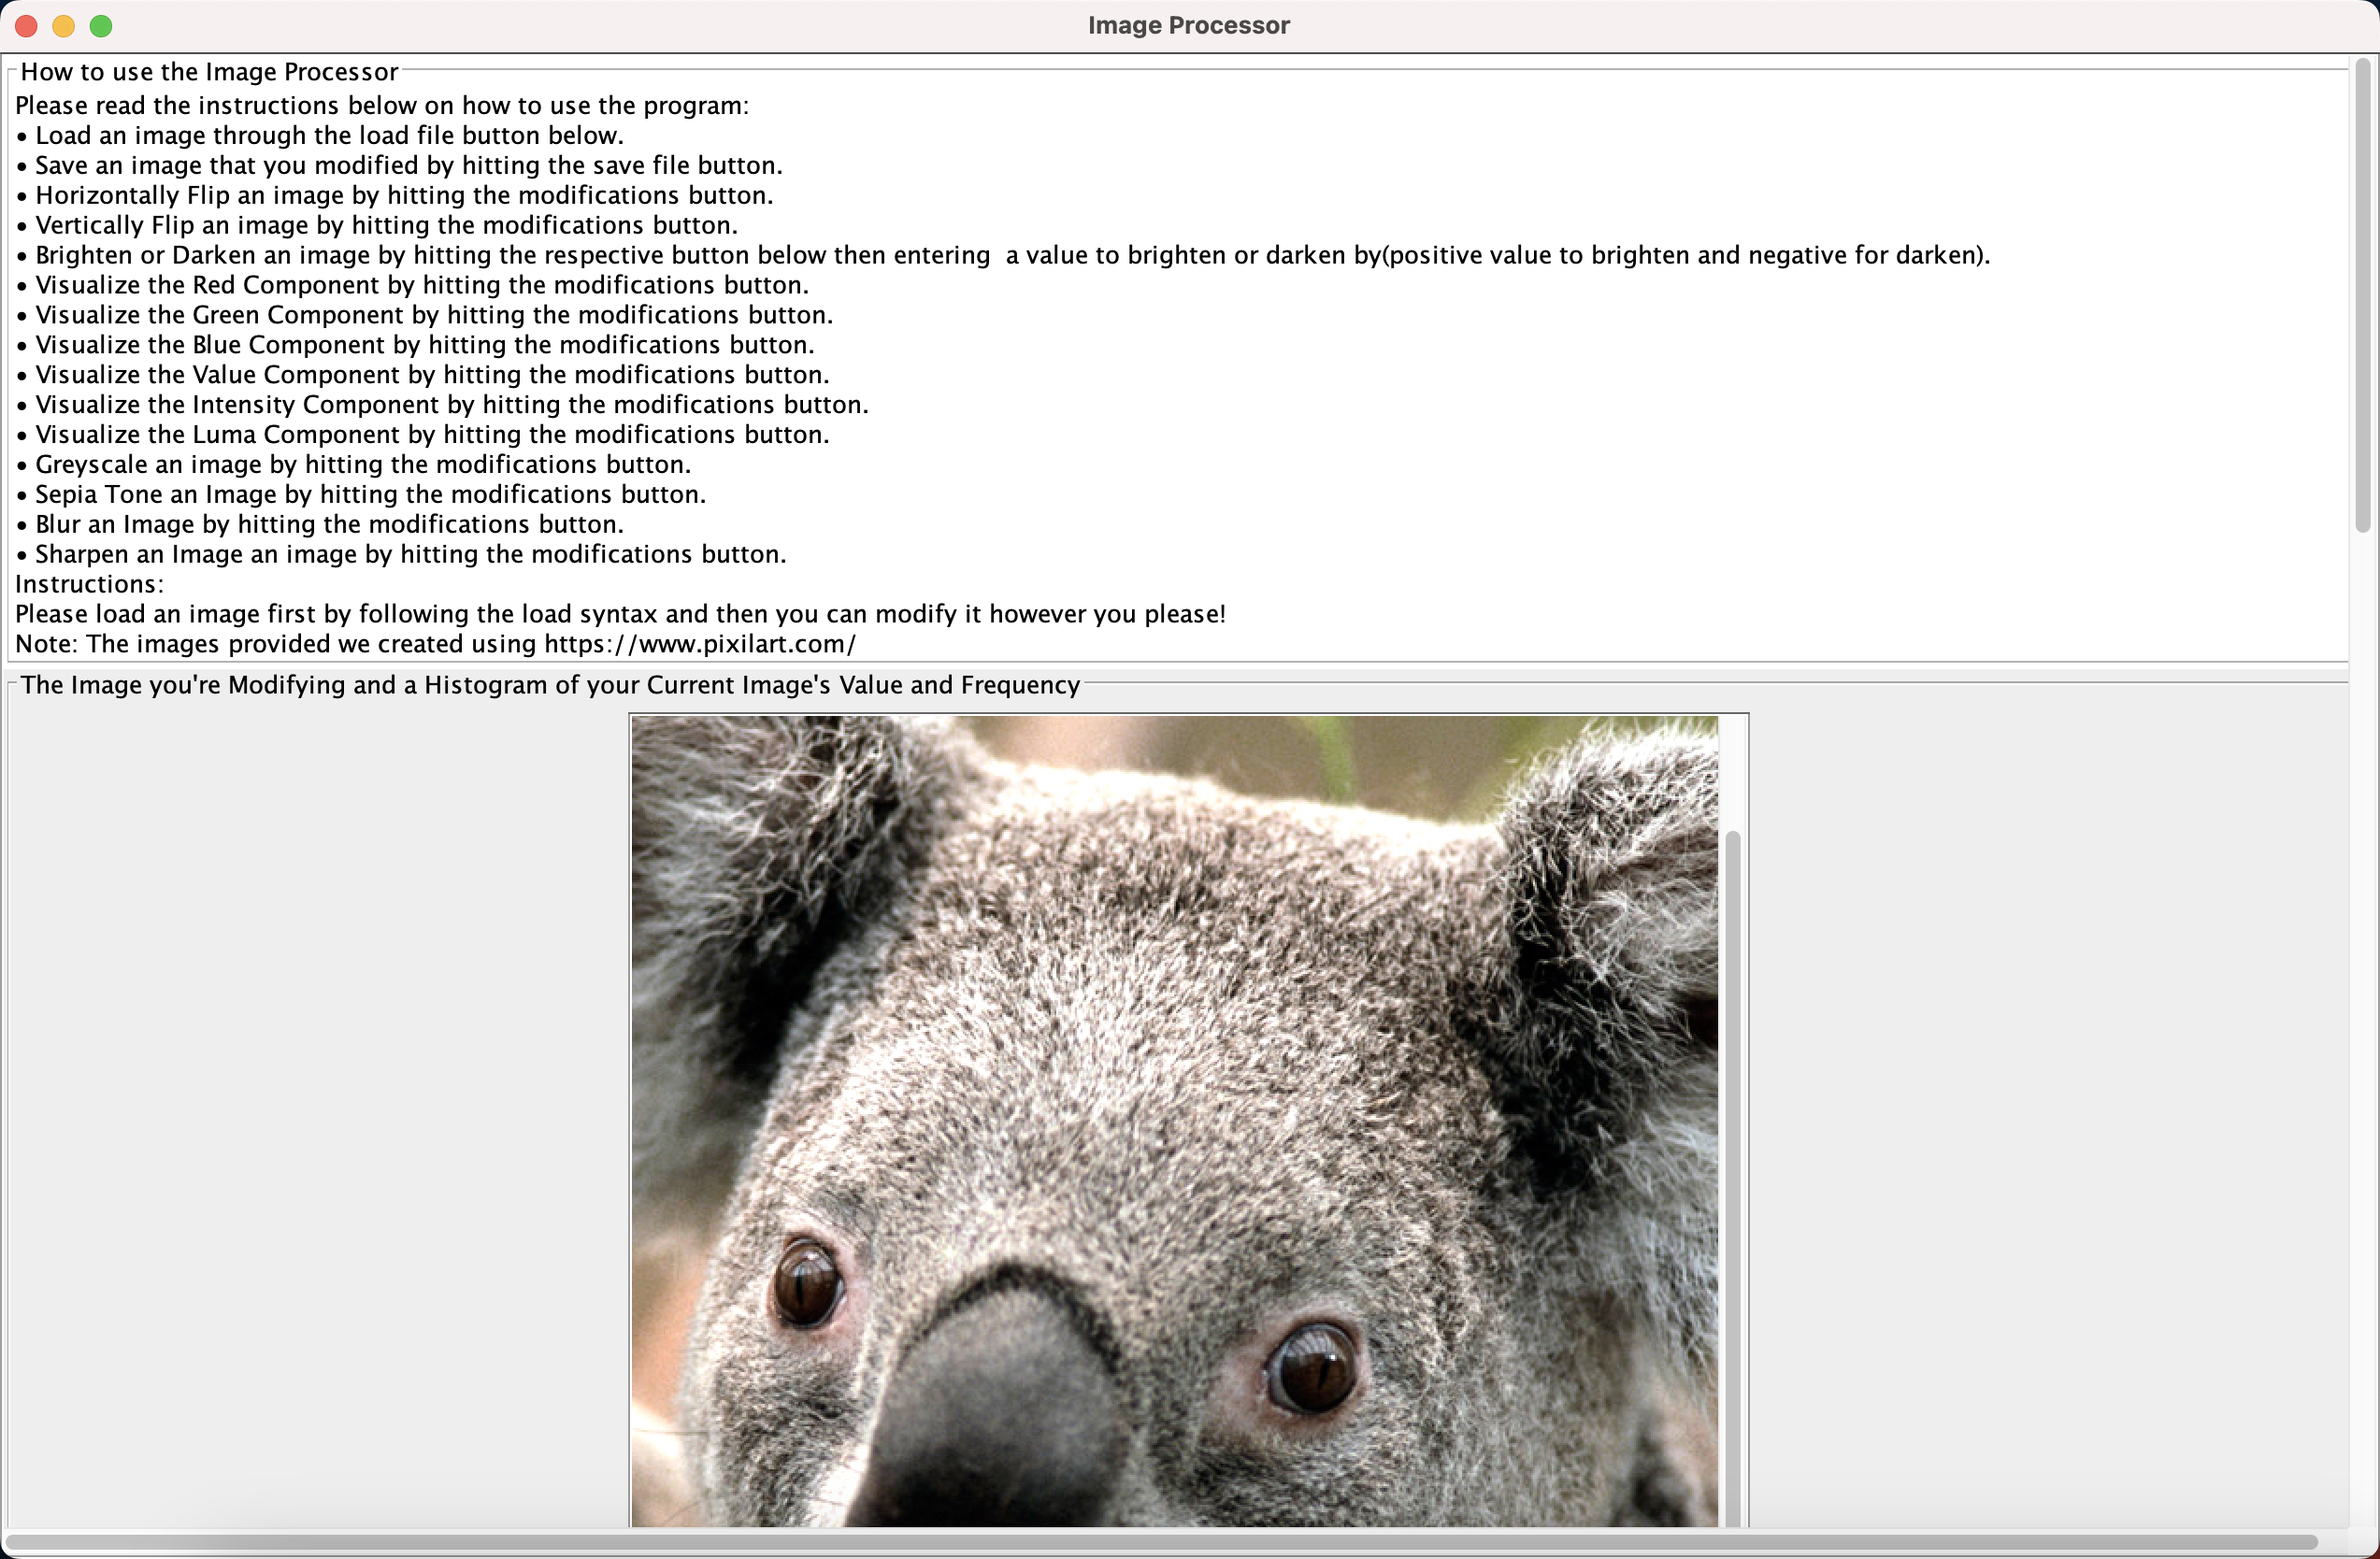 Image Processor
How to use the Image Processor
Please read the instructions below on how to use the program:
• Load an image through the load file button below.
• Save an image that you modified by hitting the save file button.
• Horizontally Flip an image by hitting the modifications button.
• Vertically Flip an image by hitting the modifications button.
• Brighten or Darken an image by hitting the respective button below then entering  a value to brighten or darken by(positive value to brighten and negative for darken).
• Visualize the Red Component by hitting the modifications button.
• Visualize the Green Component by hitting the modifications button.
• Visualize the Blue Component by hitting the modifications button.
• Visualize the Value Component by hitting the modifications button.
• Visualize the Intensity Component by hitting the modifications button.
• Visualize the Luma Component by hitting the modifications button.
• Greyscale an image by hitting the modifications button.
• Sepia Tone an Image by hitting the modifications button.
• Blur an Image by hitting the modifications button.
• Sharpen an Image an image by hitting the modifications button.
Instructions:
Please load an image first by following the load syntax and then you can modify it however you please!
Note: The images provided we created using https://www.pixilart.com/
The Image you're Modifying and a Histogram of your Current Image's Value and Frequency